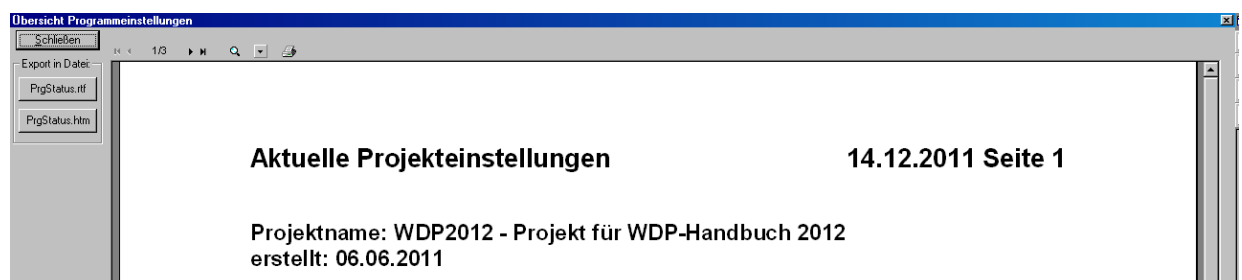 Übersicht Programmeinstellungen
Schließen
1/3
Export in Datei:
PrgStatus.rtf
PrgStatus.htm
Aktuelle Projekteinstellungen 14.12.2011 Seite 1
Projektname: WDP2012 - Projekt für WDP-Handbuch 2012
erstellt: 06.06.2011